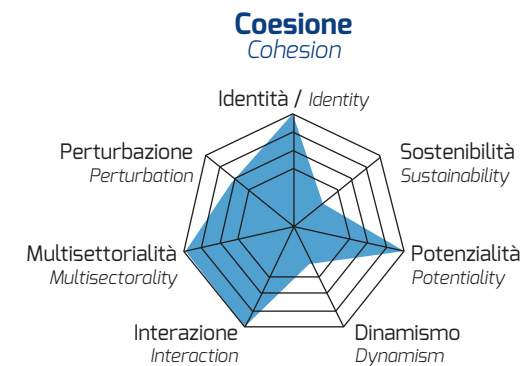 Coesione
Cohesion
Identità / Identity
Perturbazione
Perturbation
Sostenibilità
Sustainability
Multisettorialità
Multisectorality
Potenzialità
Potentiality
Interazione
Interaction
Dinamismo
Dynamism